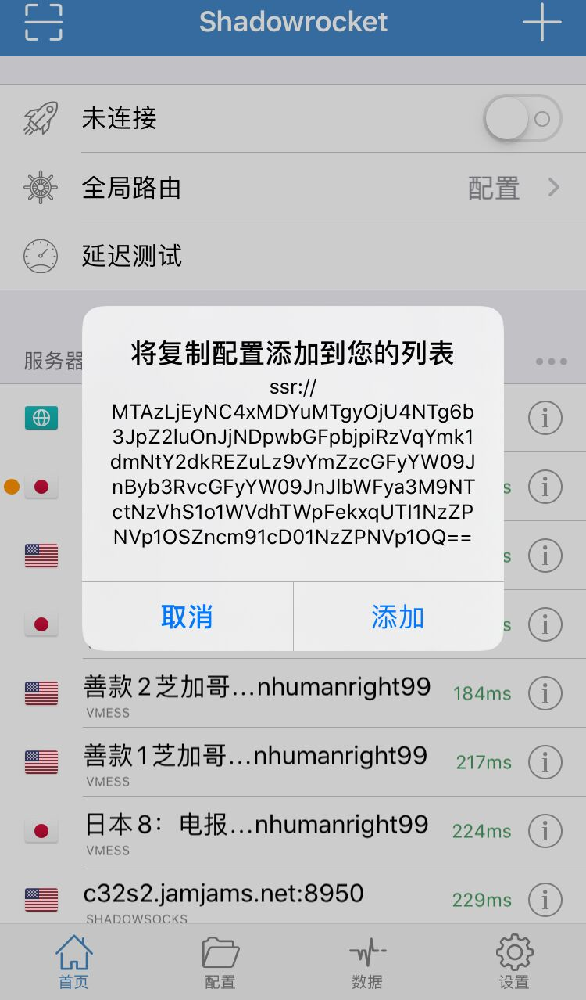 Shadowrocket
未连接
全局路由
配置
延迟测试
服务器
将复制配置添加到您的列表
ssr://
MTAzLjEyNC4xMDYuMTgyOjU4NTg6b
3JpZ2luOnJjNDpwbGFpbjpiRzVqYmk1
dmNtY2dkREZuLz9vYmZzcGFyYW09J
nByb3RvcGFyYW09JnJlbWFya3M9NT
ctNzVhS1o1WVdhTWpFekxqUTI1NzZP
NVp1OSZncm91cD01NzZPNVp1OQ==
取消
添加
s
s
s
善款2芝加哥…nhumanright99
184ms
VMESS
善款1芝加哥…nhumanright99
217ms
VMESS
日本8：电报…nhumanright99
224ms
VMESS
c32s2.jamjams.net:8950
229ms
SHADOWSOCKS
首页
配置
数据
设置